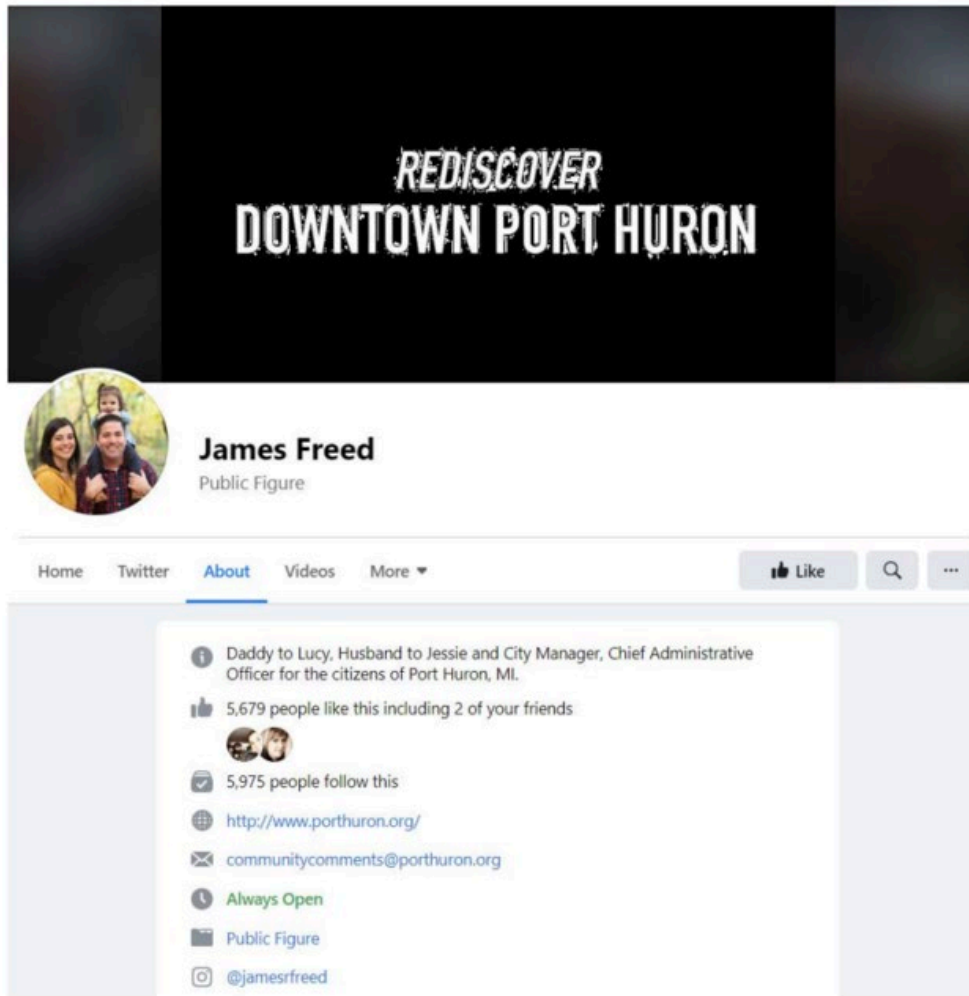 REDISCOVER
DOWNTOWN PORT HURON
James Freed
Public Figure
Home Twitter About Videos More
Like
Daddy to Lucy, Husband to Jessie and City Manager, Chief Administrative
Officer for the citizens of Port Huron, MI.
5,679 people like this including 2 of your friends
5,975 people follow this
http://www.porthuron.org/
communitycomments@porthuron.org
Always Open
Public Figure
@jamesrfreed